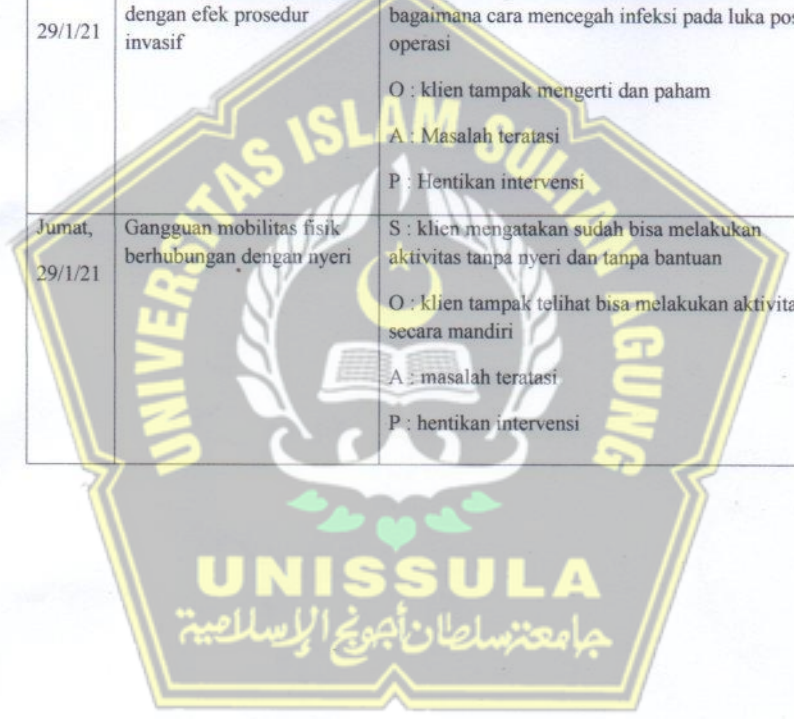 29/1/21
dengan efek prosedur
invasif
bagaimana cara mencegah infeksi pada luka pos
operasi
O : klien tampak mengerti dan paham
A : Masalah teratasi
P : Hentikan intervensi
Jumat,
29/1/21
Gangguan mobilitas fisik
berhubungan dengan nyeri
S : klien mengatakan sudah bisa melakukan
aktivitas tanpa nyeri dan tanpa bantuan
O : klien tampak telihat bisa melakukan aktivita
secara mandiri
A : masalah teratasi
P : hentikan intervensi
UNIVERSITAS ISLAM SULTAN AGUNG
UNISSULA
جامعة سلطان أجونج الإسلامية